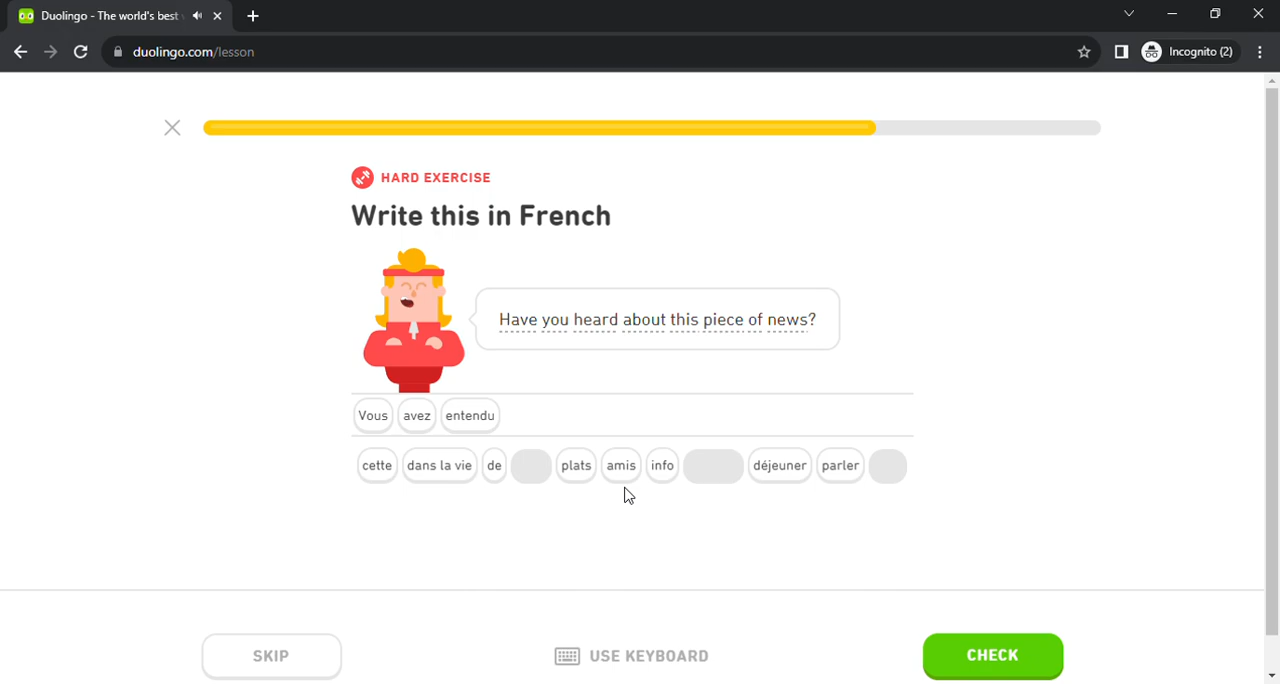 Duolingo - The world's best
duolingo.com/lesson
Incognito (2)
HARD EXERCISE
Write this in French
Have you heard about this piece of news?
Vous avez entendu
cette dans la vie de plats amis info déjeuner parler
SKIP USE KEYBOARD CHECK